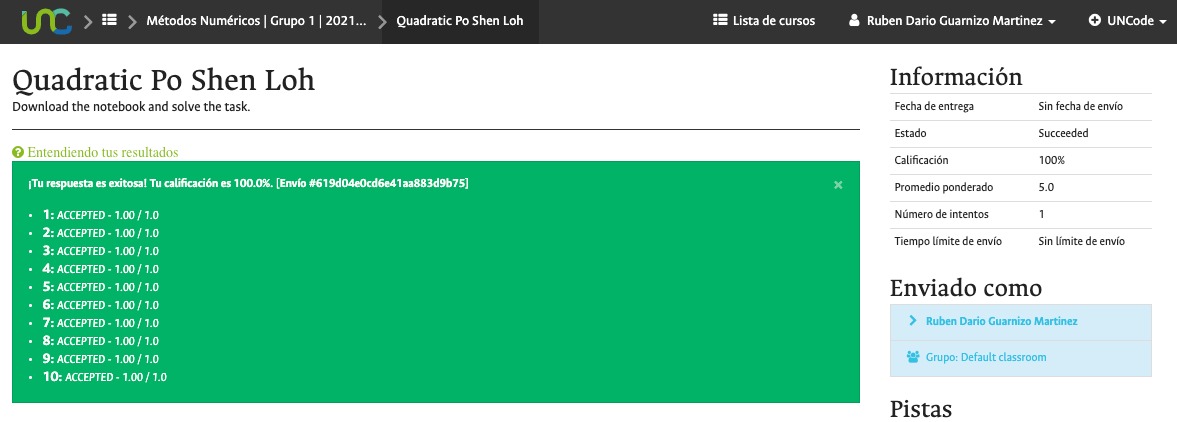 UNC
Métodos Numéricos | Grupo 1 | 2021...
Quadratic Po Shen Loh
Lista de cursos
Ruben Dario Guarnizo Martinez
UNCode
Quadratic Po Shen Loh
Download the notebook and solve the task.
Entendiendo tus resultados
¡Tu respuesta es exitosa! Tu calificación es 100.0%. [Envío #619d04e0cd6e41aa883d9b75]
×
• 1: ACCEPTED - 1.00 / 1.0
• 2: ACCEPTED - 1.00 / 1.0
• 3: ACCEPTED - 1.00 / 1.0
• 4: ACCEPTED - 1.00 / 1.0
• 5: ACCEPTED - 1.00 / 1.0
• 6: ACCEPTED - 1.00 / 1.0
• 7: ACCEPTED - 1.00 / 1.0
• 8: ACCEPTED - 1.00 / 1.0
• 9: ACCEPTED - 1.00 / 1.0
• 10: ACCEPTED - 1.00 / 1.0
Información
Fecha de entrega Sin fecha de envío
Estado Succeeded
Calificación 100%
Promedio ponderado 5.0
Número de intentos 1
Tiempo límite de envío Sin límite de envío
Enviado como
Ruben Dario Guarnizo Martinez
Grupo: Default classroom
Pistas